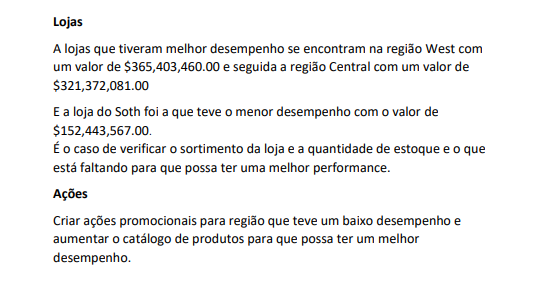 Lojas
A lojas que tiveram melhor desempenho se encontram na região West com
um valor de $365,403,460.00 e seguida a região Central com um valor de
$321,372,081.00
E a loja do Soth foi a que teve o menor desempenho com o valor de
$152,443,567.00.
É o caso de verificar o sortimento da loja e a quantidade de estoque e o que
está faltando para que possa ter uma melhor performance.
Ações
Criar ações promocionais para região que teve um baixo desempenho e
aumentar o catálogo de produtos para que possa ter um melhor
desempenho.